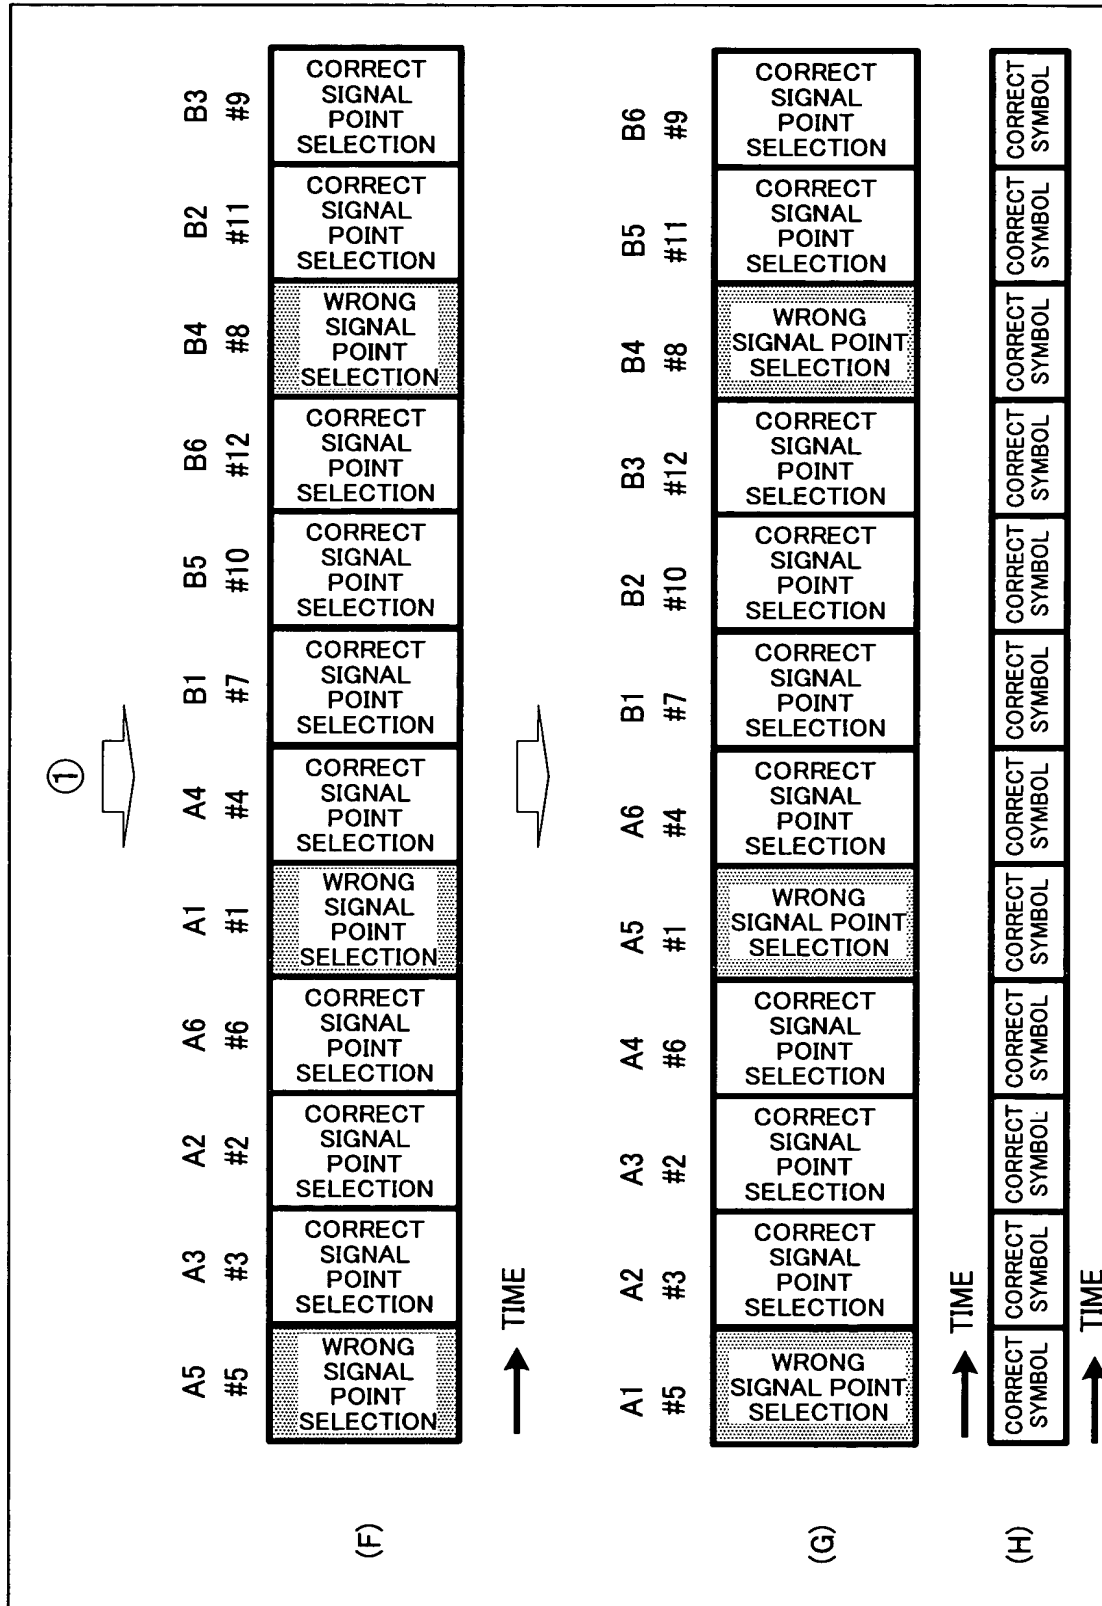 ①
A5 A3 A2 A6 A1 A4 B1 B5 B6 B4 B2 B3
#5 #3 #2 #6 #1 #4 #7 #10 #12 #8 #11 #9
(F)
WRONG
SIGNAL
POINT
SELECTION
CORRECT
SIGNAL
POINT
SELECTION
CORRECT
SIGNAL
POINT
SELECTION
CORRECT
SIGNAL
POINT
SELECTION
WRONG
SIGNAL
POINT
SELECTION
CORRECT
SIGNAL
POINT
SELECTION
CORRECT
SIGNAL
POINT
SELECTION
CORRECT
SIGNAL
POINT
SELECTION
CORRECT
SIGNAL
POINT
SELECTION
WRONG
SIGNAL
POINT
SELECTION
CORRECT
SIGNAL
POINT
SELECTION
CORRECT
SIGNAL
POINT
SELECTION
TIME
A1 A2 A3 A4 A5 A6 B1 B2 B3 B4 B5 B6
#5 #3 #2 #6 #1 #4 #7 #10 #12 #8 #11 #9
(G)
WRONG
SIGNAL POINT
SELECTION
CORRECT
SIGNAL
POINT
SELECTION
CORRECT
SIGNAL
POINT
SELECTION
CORRECT
SIGNAL
POINT
SELECTION
WRONG
SIGNAL POINT
SELECTION
CORRECT
SIGNAL
POINT
SELECTION
CORRECT
SIGNAL
POINT
SELECTION
CORRECT
SIGNAL
POINT
SELECTION
CORRECT
SIGNAL
POINT
SELECTION
WRONG
SIGNAL POINT
SELECTION
CORRECT
SIGNAL
POINT
SELECTION
CORRECT
SIGNAL
POINT
SELECTION
TIME
(H)
CORRECT
SYMBOL
CORRECT
SYMBOL
CORRECT
SYMBOL
CORRECT
SYMBOL
CORRECT
SYMBOL
CORRECT
SYMBOL
CORRECT
SYMBOL
CORRECT
SYMBOL
CORRECT
SYMBOL
CORRECT
SYMBOL
CORRECT
SYMBOL
CORRECT
SYMBOL
TIME